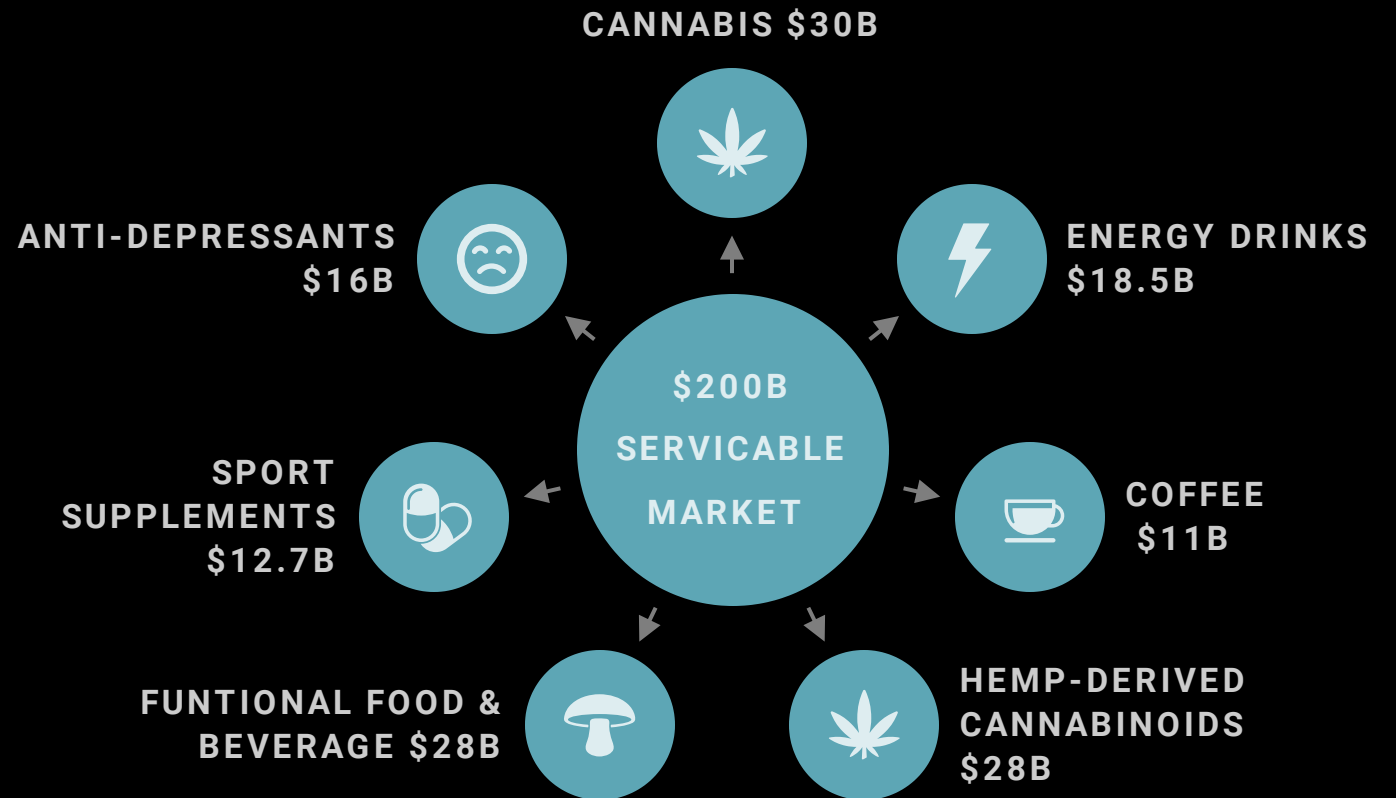 CANNABIS $30B
ANTI-DEPRESSANTS
$16B
ENERGY DRINKS
$18.5B
$200B
SERVICABLE
MARKET
SPORT
SUPPLEMENTS
$12.7B
COFFEE
$11B
FUNTIONAL FOOD &
BEVERAGE $28B
HEMP-DERIVED
CANNABINOIDS
$28B